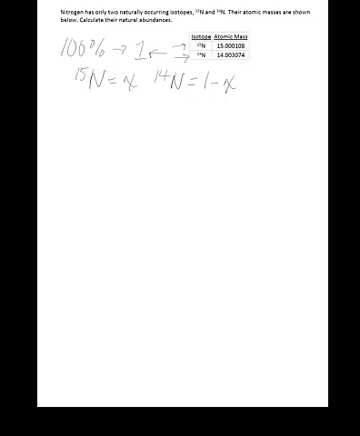 Nitrogen has only two naturally occurring isotopes, ¹⁵N and ¹⁴N. Their atomic masses are shown
below. Calculate their natural abundances.
Isotope Atomic Mass
¹⁵N 15.000108
¹⁴N 14.003074
100% → 1 ←
¹⁵N = x ¹⁴N = 1 - x